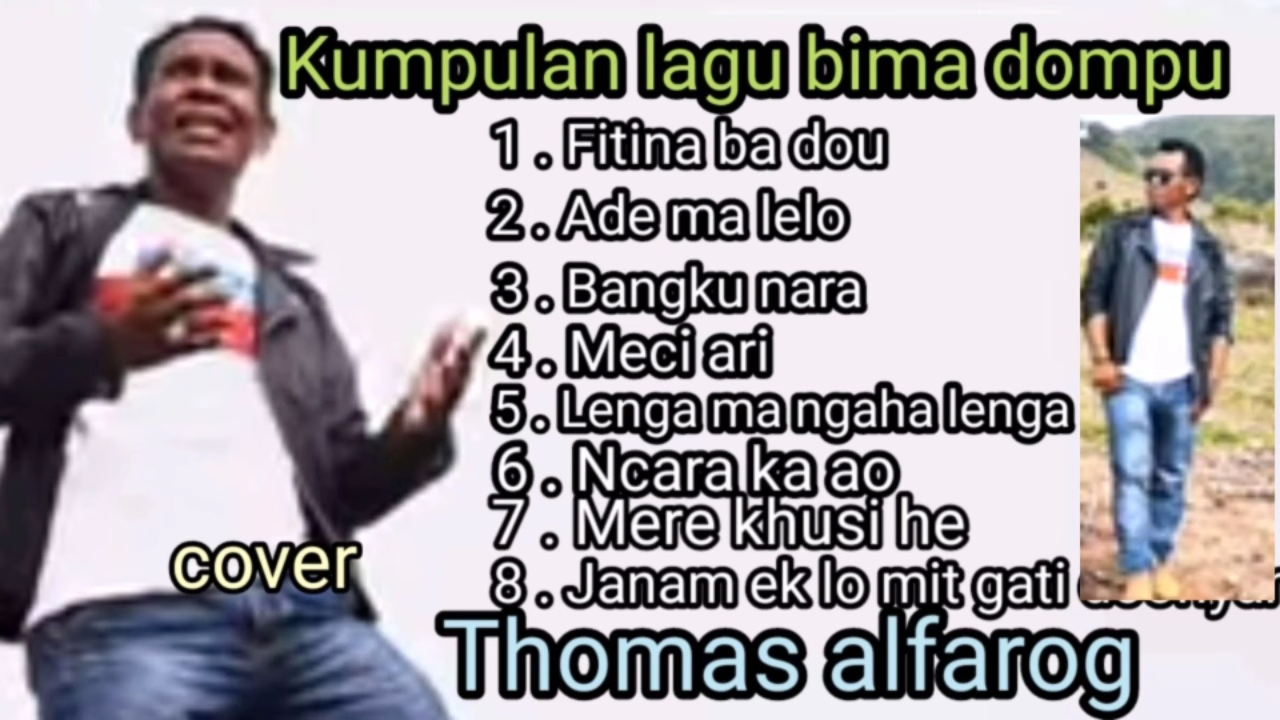 Kumpulan lagu bima dompu
1 . Fitina ba dou
2 . Ade ma lelo
3 . Bangku nara
4 . Meci ari
5 . Lenga ma ngaha lenga
6 . Ncara ka ao
7 . Mere khusi he
8 . Janam ek lo mit gati
cover
Thomas alfarog